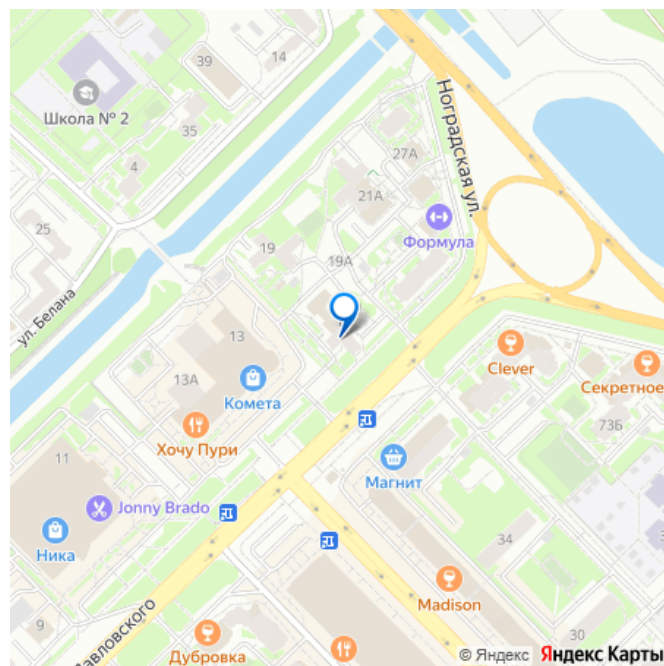 14
39
Школа № 2
35
4
27А
Ноградская ул.
21А
25
Формула
19
19А
ул. Белана
13
Clever
13А
Комета
Секретное
73Б
Хочу Пури
11
Магнит
Jonny Brado
34
Ника
Madison
9
Павловского
Дубровка
30
© Яндекс Яндекс Карты